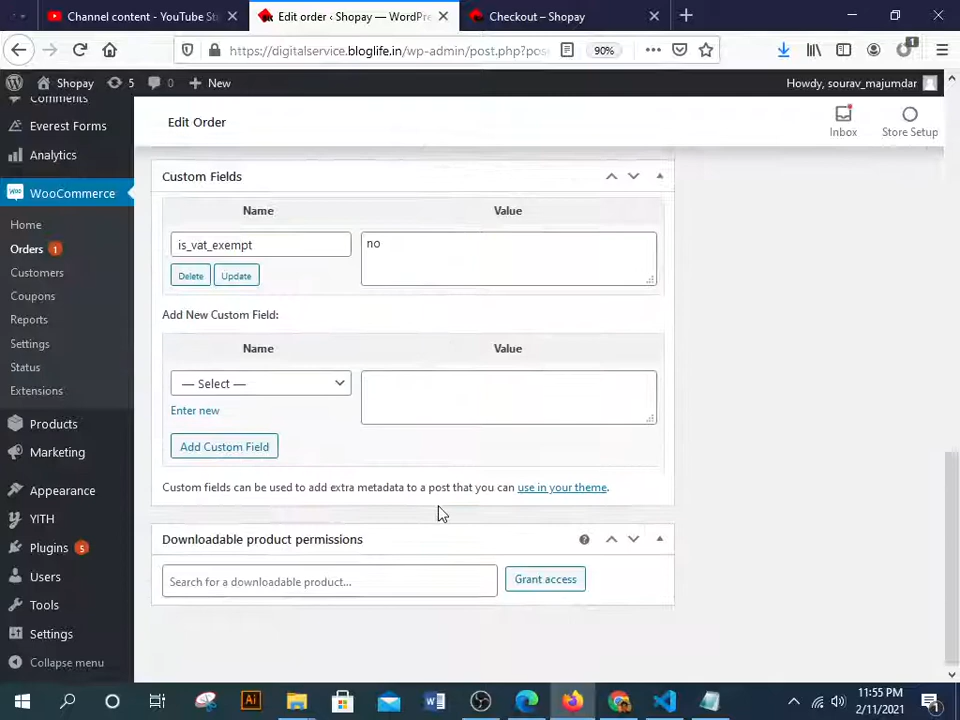 Channel content - YouTube St
Edit order ‹ Shopay — WordPre
Checkout – Shopay
https://digitalservice.bloglife.in/wp-admin/post.php?pos
90%
1
Shopay
5
0
New
Howdy, sourav_majumdar
Comments
Everest Forms
Analytics
WooCommerce
Home
Orders 1
Customers
Coupons
Reports
Settings
Status
Extensions
Products
Marketing
Appearance
YITH
Plugins 5
Users
Tools
Settings
Collapse menu
Edit Order
Inbox
Store Setup
Custom Fields
Name Value
is_vat_exempt no
Delete Update
Add New Custom Field:
Name Value
— Select —
Enter new
Add Custom Field
Custom fields can be used to add extra metadata to a post that you can use in your theme.
Downloadable product permissions
Search for a downloadable product... Grant access
11:55 PM
2/11/2021
1